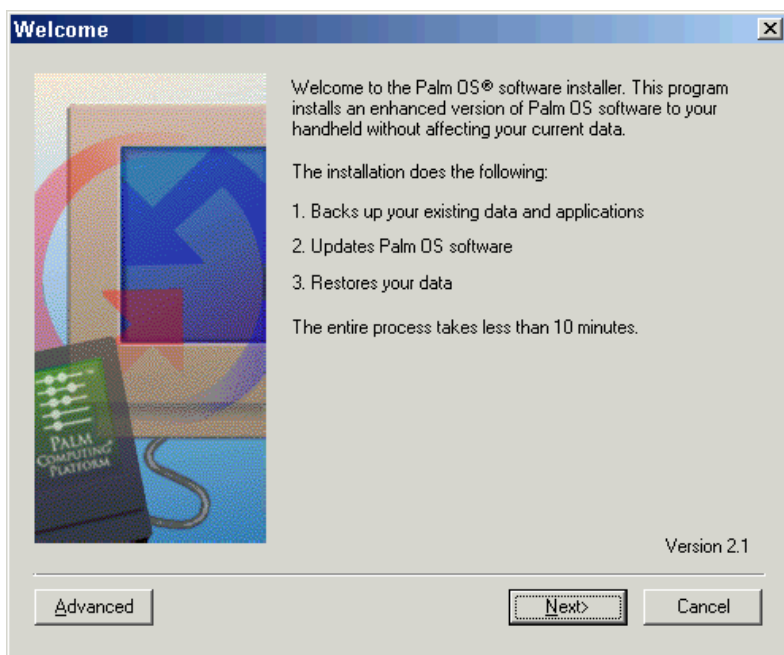 Welcome
Welcome to the Palm OS® software installer. This program
installs an enhanced version of Palm OS software to your
handheld without affecting your current data.
The installation does the following:
1. Backs up your existing data and applications
2. Updates Palm OS software
3. Restores your data
The entire process takes less than 10 minutes.
PALM
COMPUTING
PLATFORM
Version 2.1
Advanced
Next>
Cancel